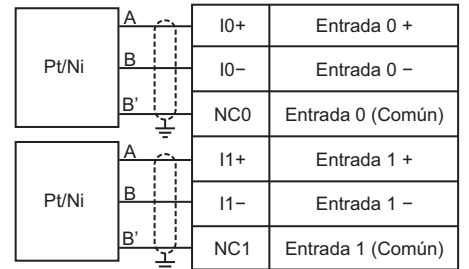 A I0+ Entrada 0 +
Pt/Ni B I0− Entrada 0 −
B' NC0 Entrada 0 (Común)
A I1+ Entrada 1 +
Pt/Ni B I1− Entrada 1 −
B' NC1 Entrada 1 (Común)